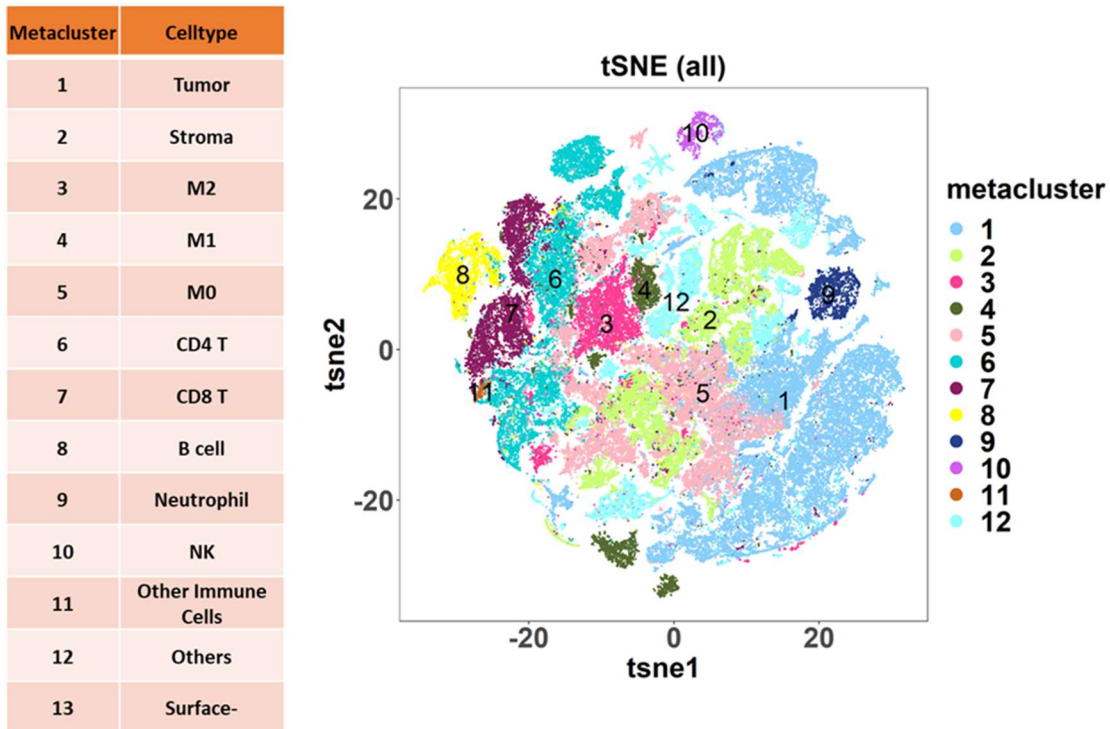 Metacluster Celltype
1 Tumor
2 Stroma
3 M2
4 M1
5 M0
6 CD4 T
7 CD8 T
8 B cell
9 Neutrophil
10 NK
11 Other Immune
Cells
12 Others
13 Surface-
tSNE (all)
tsne2
20
0
-20
-20 0 20
tsne1
10
8
6
4
9
12
7
3
2
11
5
1
metacluster
1
2
3
4
5
6
7
8
9
10
11
12